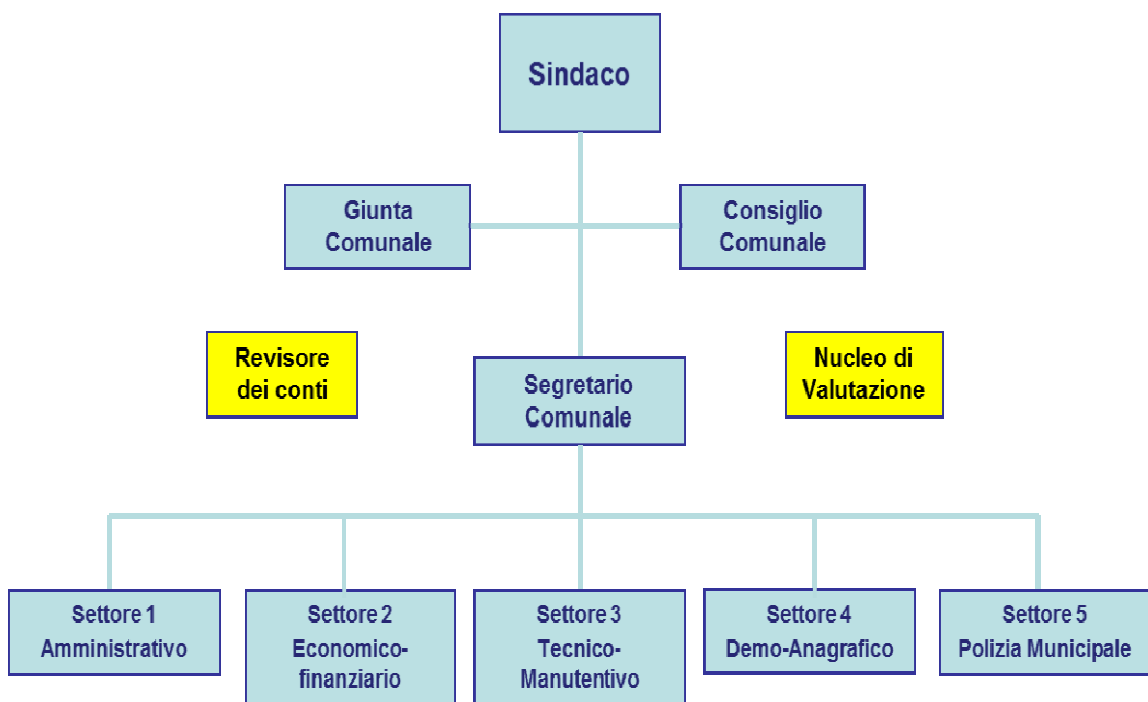 Sindaco
Giunta
Comunale
Consiglio
Comunale
Revisore
dei conti
Nucleo di
Valutazione
Segretario
Comunale
Settore 1
Amministrativo
Settore 2
Economico-
finanziario
Settore 3
Tecnico-
Manutentivo
Settore 4
Demo-Anagrafico
Settore 5
Polizia Municipale